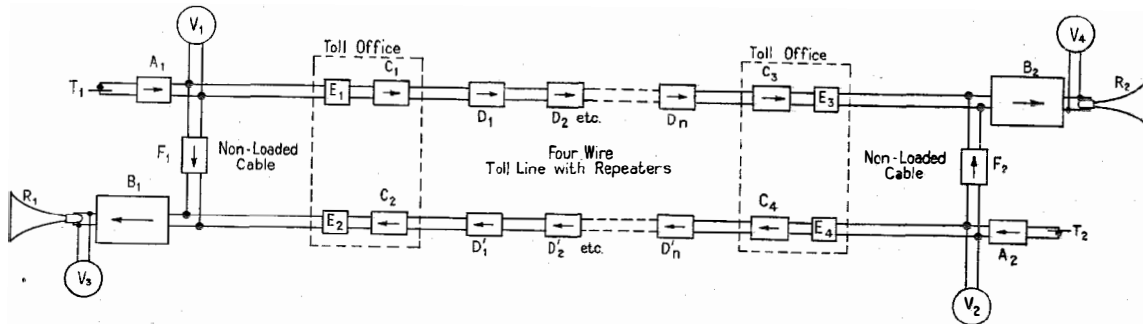 V1
V4
Toll Office
Toll Office
A1
C1
C3
B2
R2
T1
E1
E3
D1
D2 etc.
Dn
F1
Non-Loaded
Cable
Four Wire
Toll Line with Repeaters
Non-Loaded
Cable
F2
R1
B1
C2
C4
E2
E4
T2
D'1
D'2 etc.
D'n
A2
V3
V2